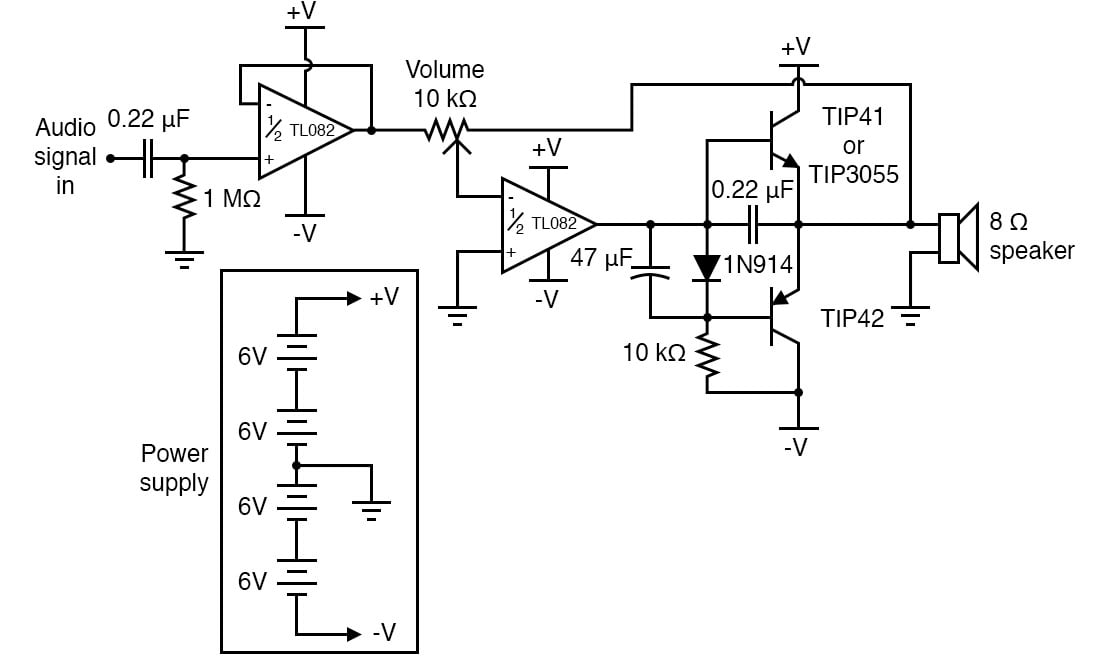 +V
Audio
signal
in
0.22 µF
1 MΩ
-
½ TL082
+
-V
Volume
10 kΩ
+V
-
½ TL082
+
-V
47 µF
+V
TIP41
or
TIP3055
0.22 µF
1N914
TIP42
10 kΩ
-V
8 Ω
speaker
Power
supply
+V
6V
6V
6V
6V
-V